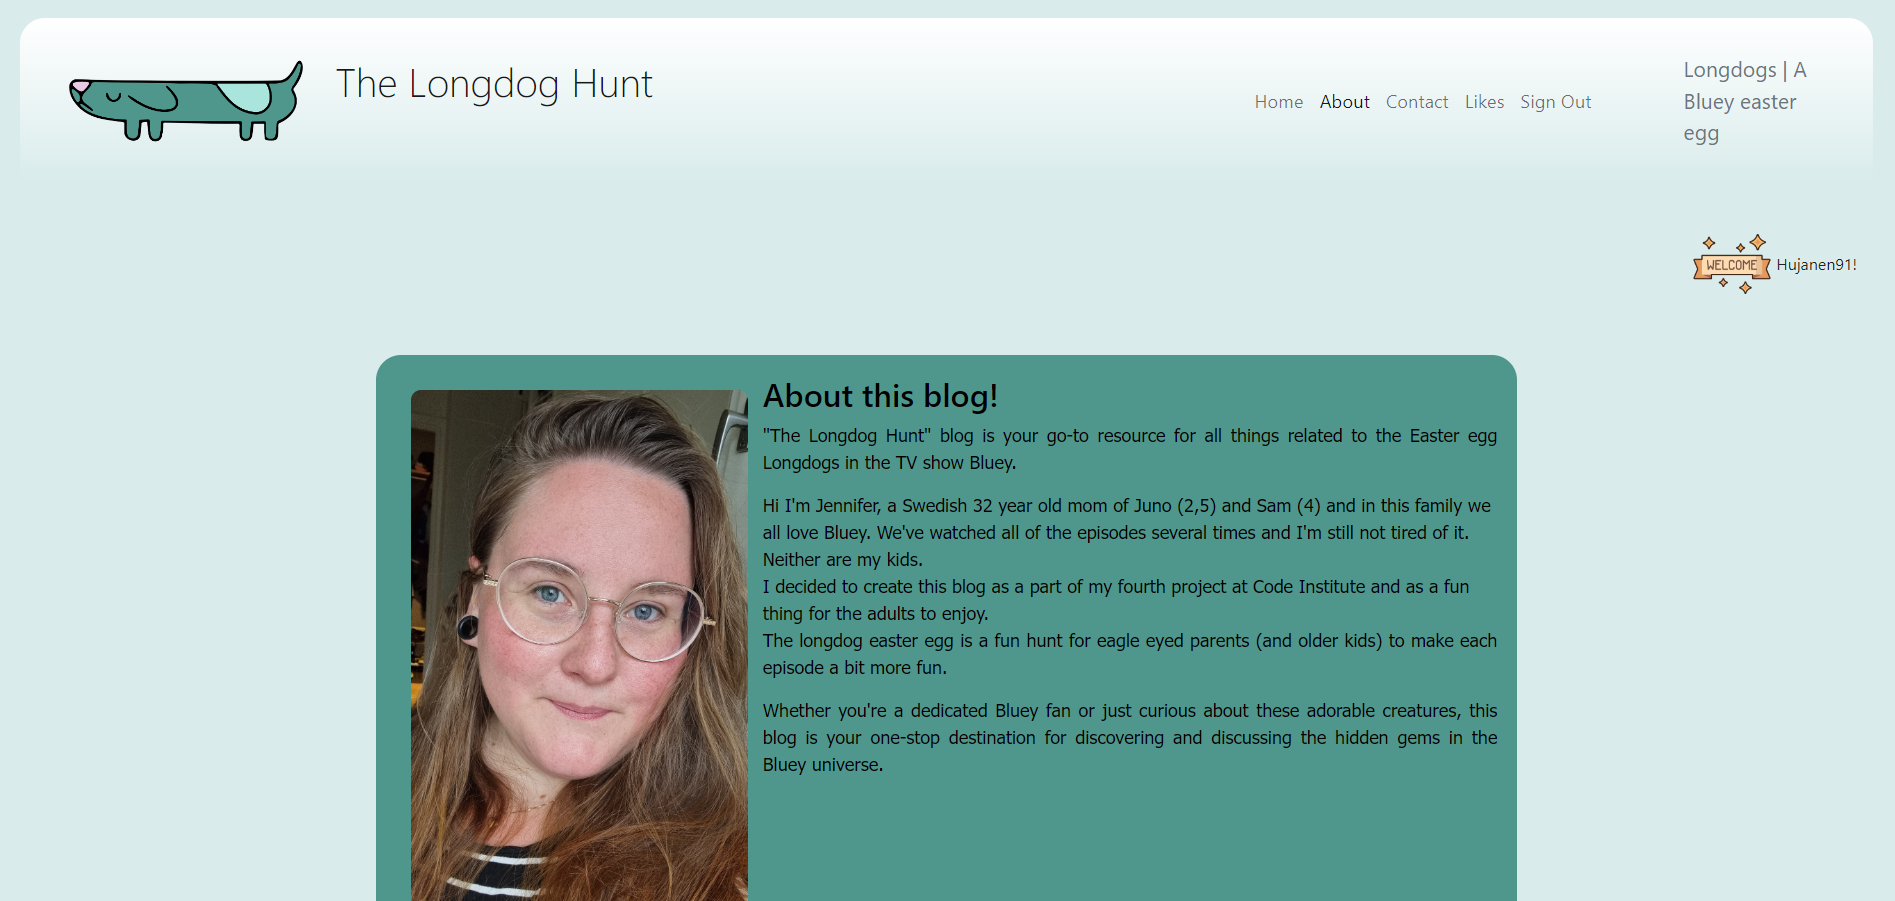 The Longdog Hunt
Home About Contact Likes Sign Out
Longdogs | A
Bluey easter
egg
WELCOME Hujanen91!
About this blog!
"The Longdog Hunt" blog is your go-to resource for all things related to the Easter egg
Longdogs in the TV show Bluey.
Hi I'm Jennifer, a Swedish 32 year old mom of Juno (2,5) and Sam (4) and in this family we
all love Bluey. We've watched all of the episodes several times and I'm still not tired of it.
Neither are my kids.
I decided to create this blog as a part of my fourth project at Code Institute and as a fun
thing for the adults to enjoy.
The longdog easter egg is a fun hunt for eagle eyed parents (and older kids) to make each
episode a bit more fun.
Whether you're a dedicated Bluey fan or just curious about these adorable creatures, this
blog is your one-stop destination for discovering and discussing the hidden gems in the
Bluey universe.